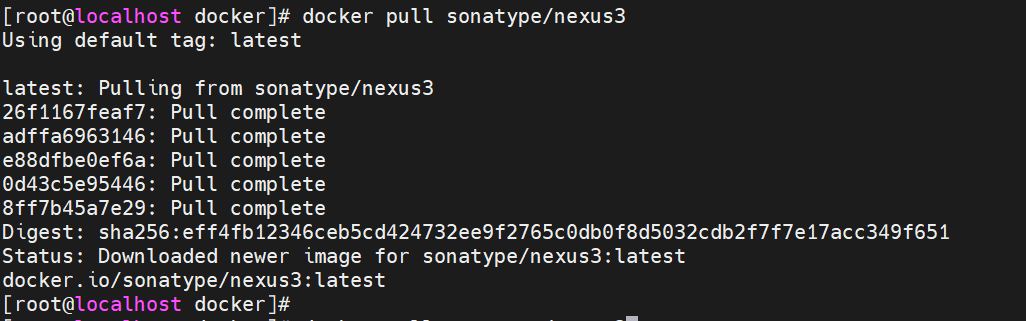 [root@localhost docker]# docker pull sonatype/nexus3
Using default tag: latest
latest: Pulling from sonatype/nexus3
26f1167feaf7: Pull complete
adffa6963146: Pull complete
e88dfbe0ef6a: Pull complete
0d43c5e95446: Pull complete
8ff7b45a7e29: Pull complete
Digest: sha256:eff4fb12346ceb5cd424732ee9f2765c0db0f8d5032cdb2f7f7e17acc349f651
Status: Downloaded newer image for sonatype/nexus3:latest
docker.io/sonatype/nexus3:latest
[root@localhost docker]#